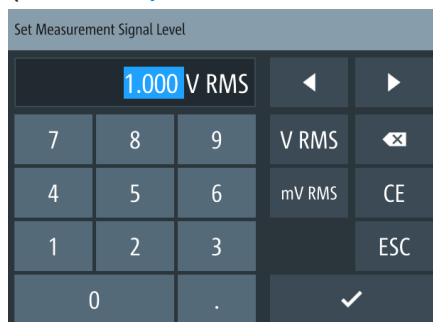 Set Measurement Signal Level
1.000 V RMS
7 8 9 V RMS
4 5 6 mV RMS CE
1 2 3 ESC
0 .